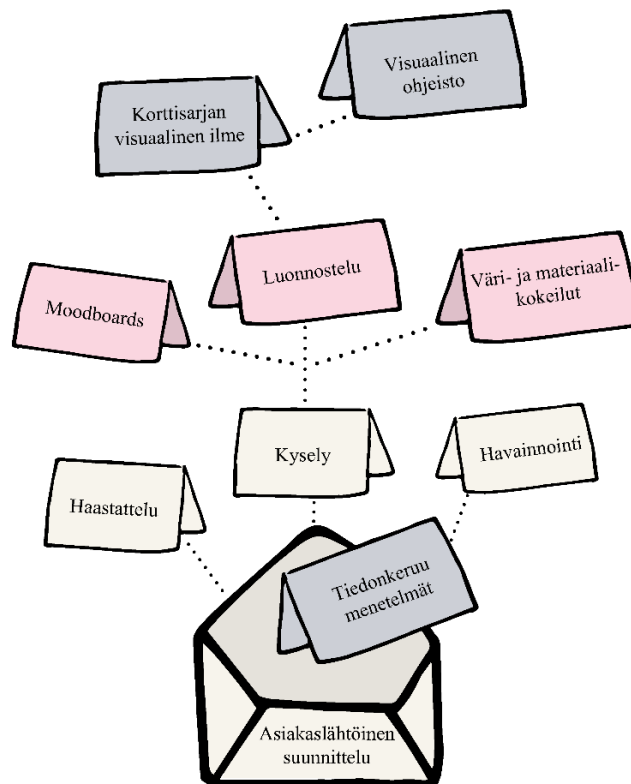 Visuaalinen
ohjeisto
Korttisarjan
visuaalinen ilme
Luonnostelu
Väri- ja materiaali-
kokeilut
Moodboards
Kysely
Havainnointi
Haastattelu
Tiedonkeruu
menetelmät
Asiakaslähtöinen
suunnittelu